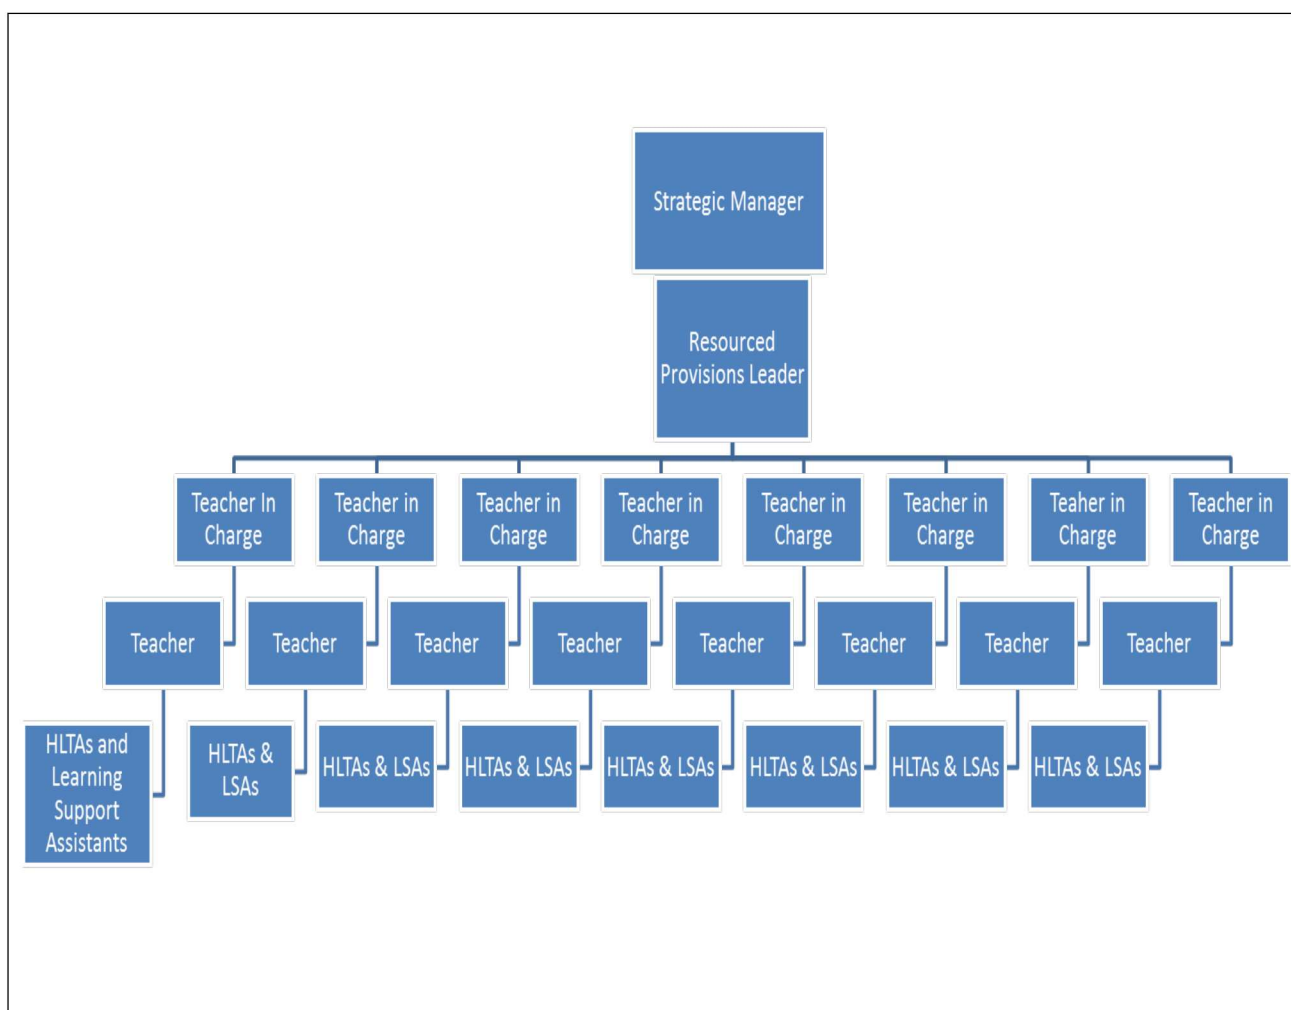 Strategic Manager
Resourced
Provisions Leader
Teacher In
Charge
Teacher in
Charge
Teacher in
Charge
Teacher in
Charge
Teacher in
Charge
Teacher in
Charge
Teaher in
Charge
Teacher in
Charge
Teacher
Teacher
Teacher
Teacher
Teacher
Teacher
Teacher
Teacher
HLTAs and
Learning
Support
Assistants
HLTAs &
LSAs
HLTAs & LSAs
HLTAs & LSAs
HLTAs & LSAs
HLTAs & LSAs
HLTAs & LSAs
HLTAs & LSAs